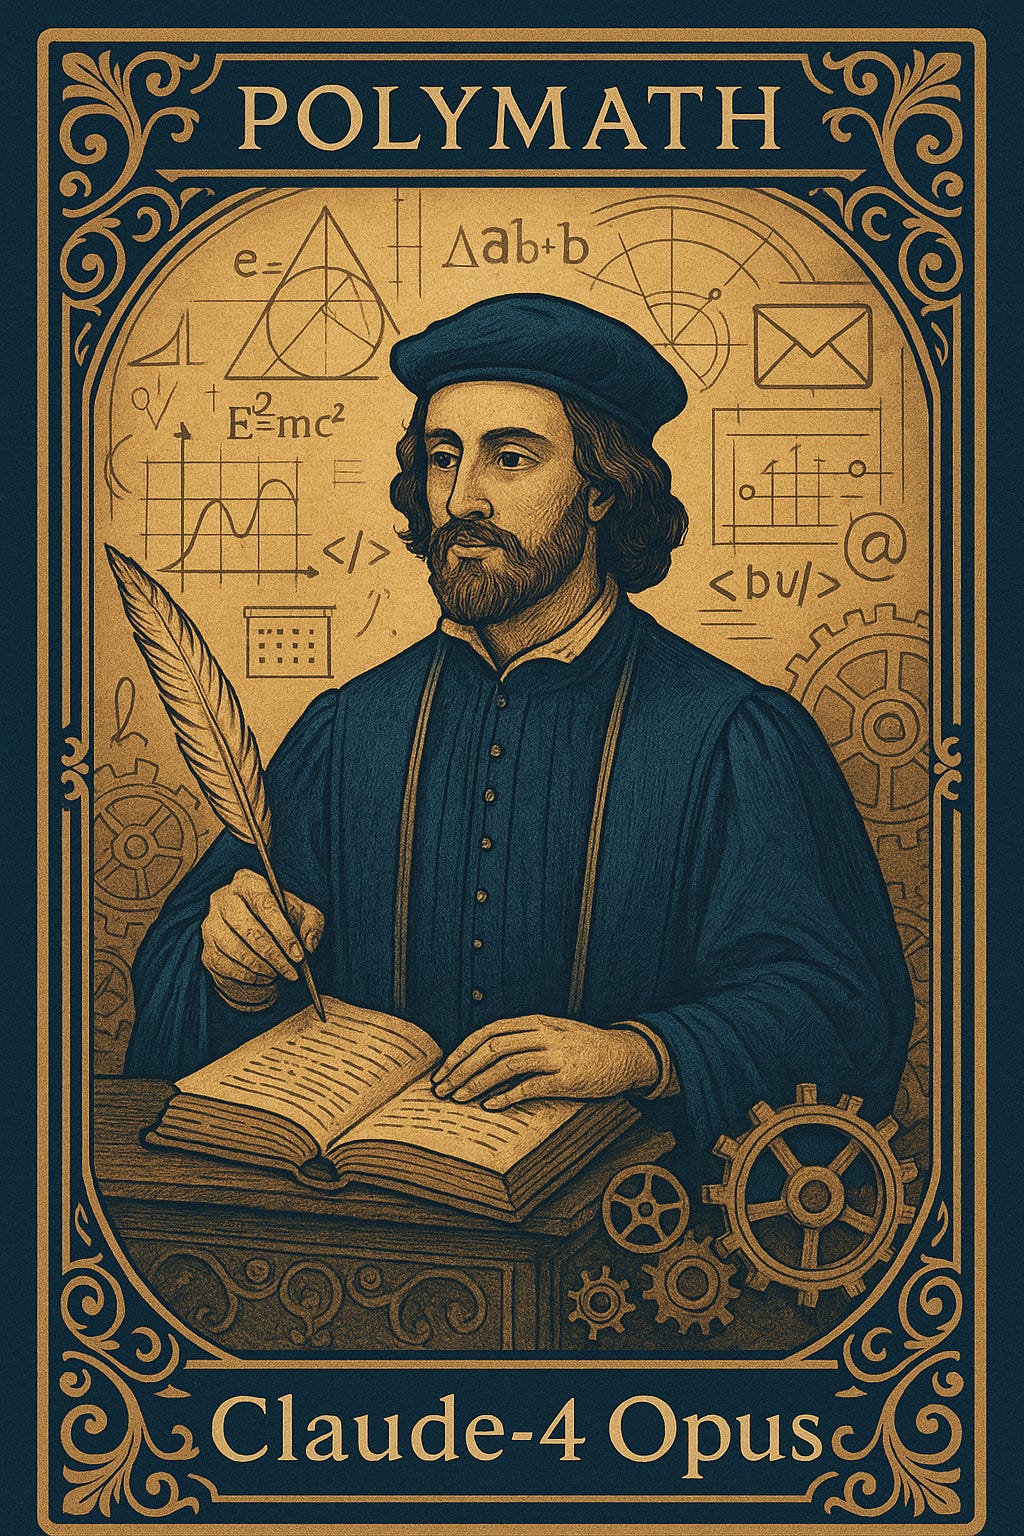 POLYMATH
e=
Δab+b
E²=mc²
</>
@
<bu/>
Claude-4 Opus